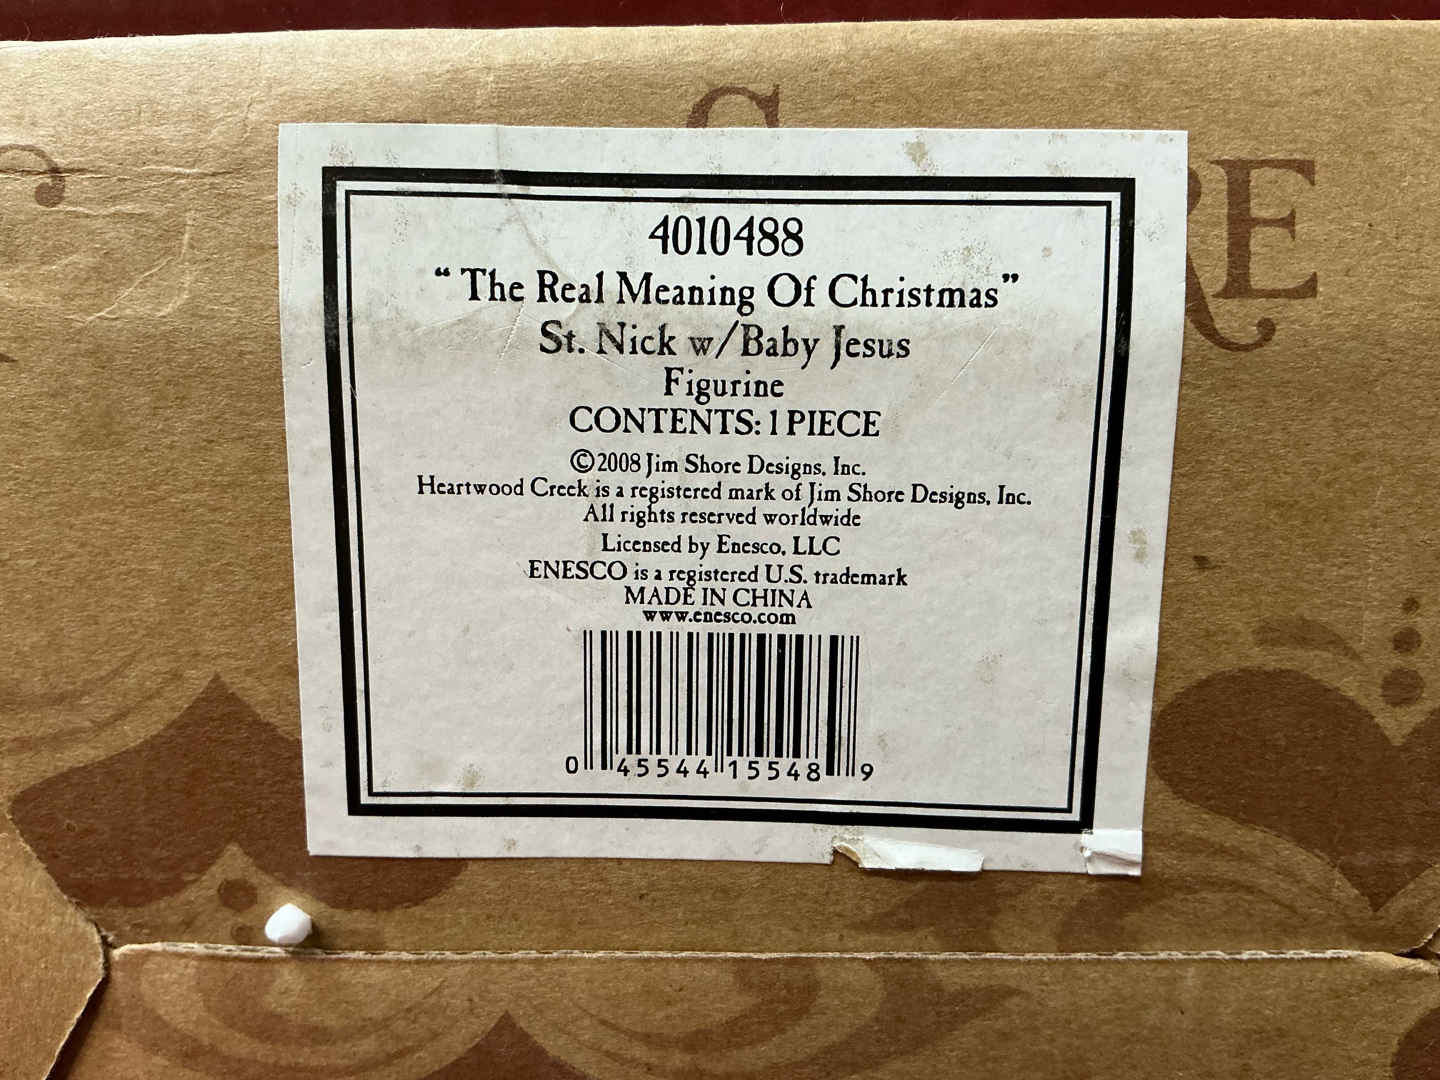 4010488
"The Real Meaning Of Christmas"
St. Nick w/Baby Jesus
Figurine
CONTENTS: 1 PIECE
©2008 Jim Shore Designs, Inc.
Heartwood Creek is a registered mark of Jim Shore Designs, Inc.
All rights reserved worldwide
Licensed by Enesco, LLC
ENESCO is a registered U.S. trademark
MADE IN CHINA
www.enesco.com
0 45544 15548 9